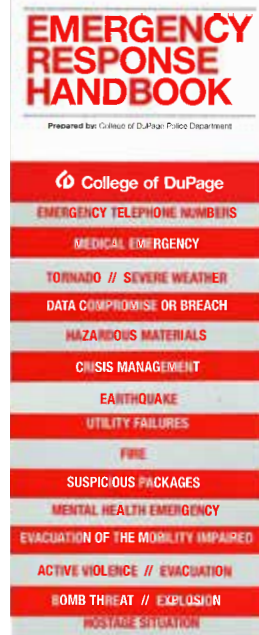 EMERGENCY
RESPONSE
HANDBOOK
Prepared by: College of DuPage Police Department
College of DuPage
EMERGENCY TELEPHONE NUMBERS
MEDICAL EMERGENCY
TORNADO // SEVERE WEATHER
DATA COMPROMISE OR BREACH
HAZARDOUS MATERIALS
CRISIS MANAGEMENT
EARTHQUAKE
UTILITY FAILURES
FIRE
SUSPICIOUS PACKAGES
MENTAL HEALTH EMERGENCY
EVACUATION OF THE MOBILITY IMPAIRED
ACTIVE VIOLENCE // EVACUATION
BOMB THREAT // EXPLOSION
HOSTAGE SITUATION